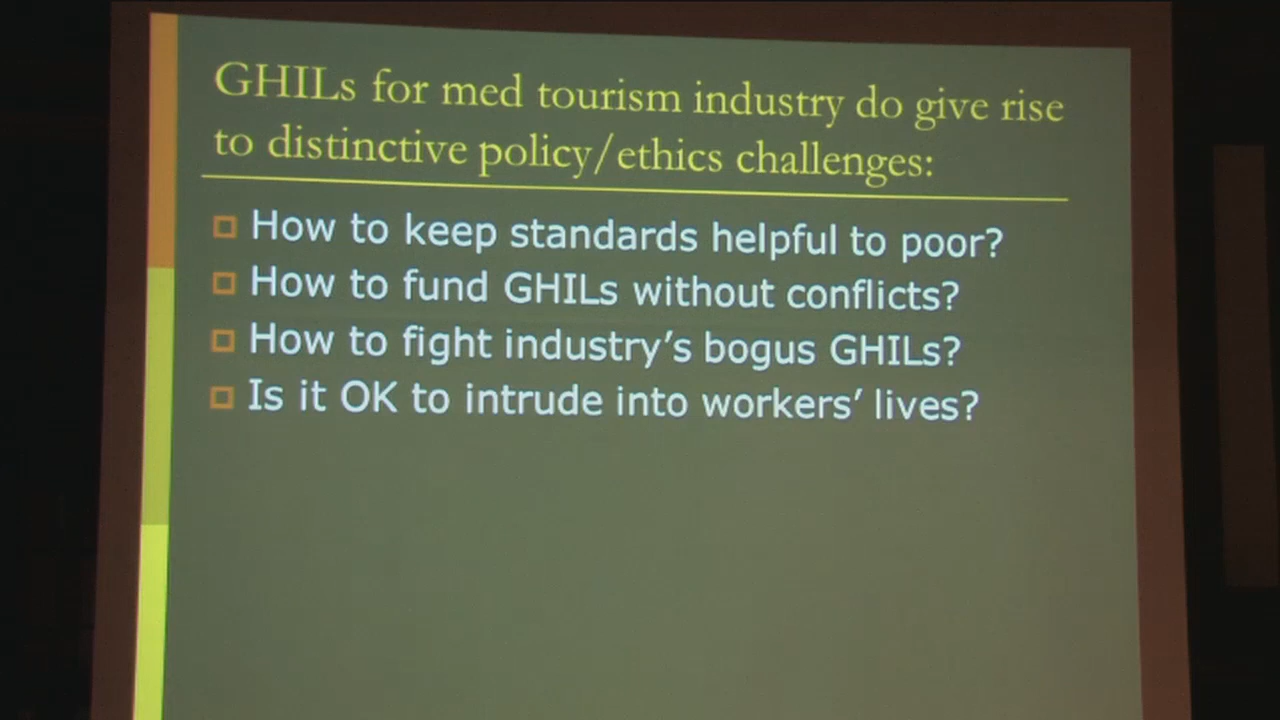 GHILs for med tourism industry do give rise
to distinctive policy/ethics challenges:
How to keep standards helpful to poor?
How to fund GHILs without conflicts?
How to fight industry's bogus GHILs?
Is it OK to intrude into workers' lives?